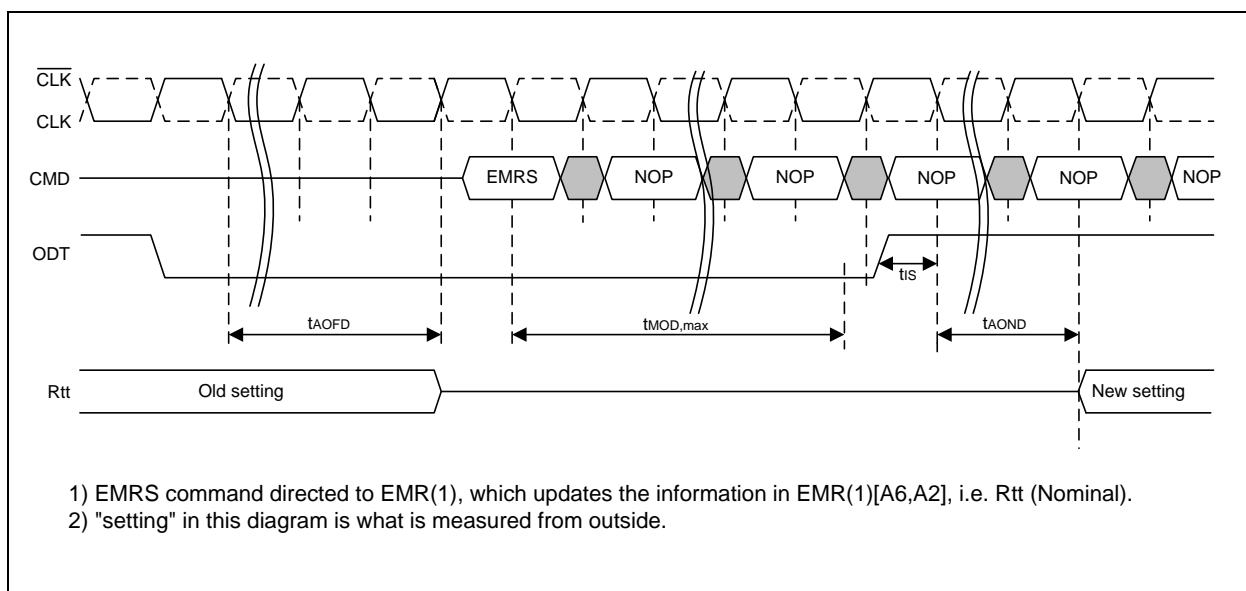 CLK
CLK
CMD EMRS NOP NOP NOP NOP NOP
ODT
tIS
tAOFD tMOD,max tAOND
Rtt Old setting New setting
1) EMRS command directed to EMR(1), which updates the information in EMR(1)[A6,A2], i.e. Rtt (Nominal).
2) "setting" in this diagram is what is measured from outside.